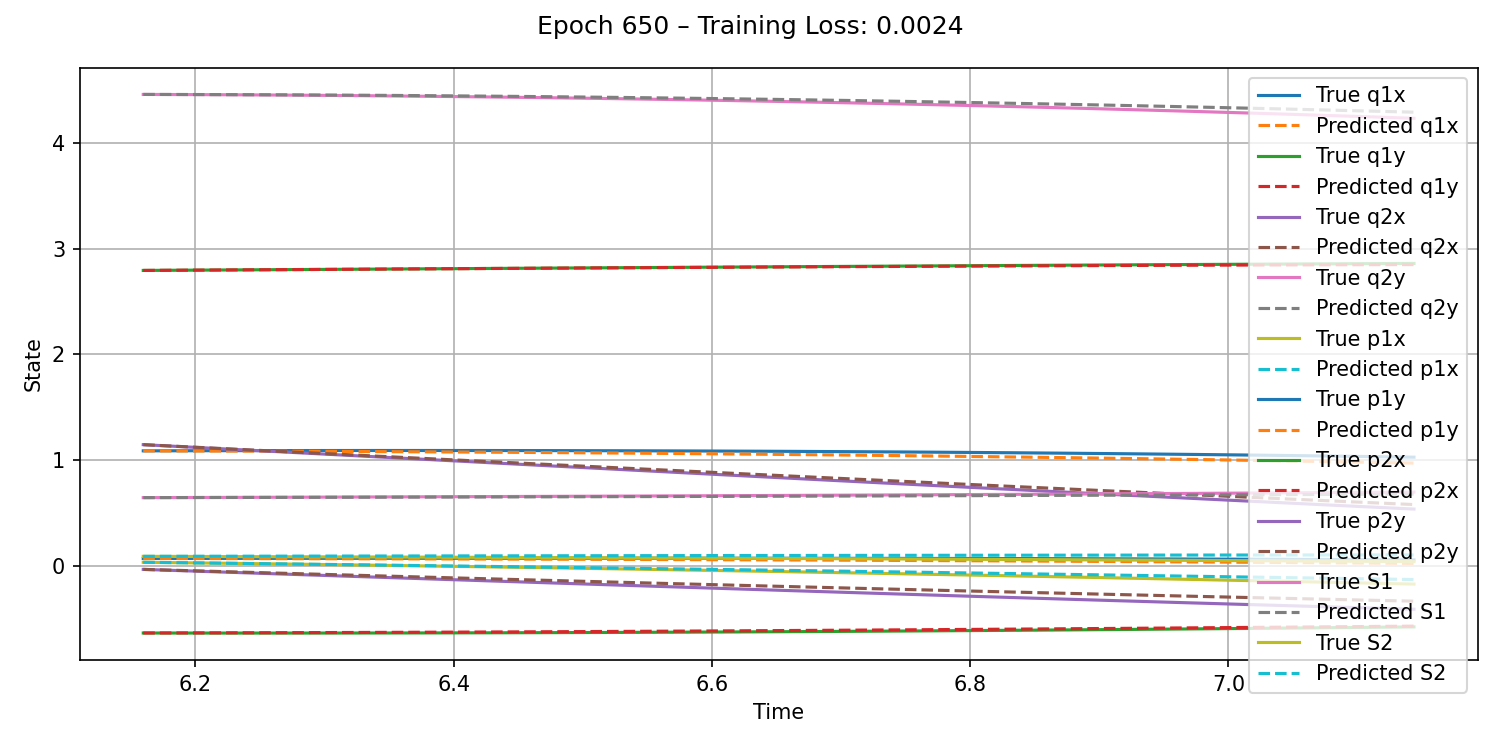 Epoch 650 – Training Loss: 0.0024
State
4
3
2
1
0
6.2
6.4
6.6
6.8
7.0
Time
True q1x
Predicted q1x
True q1y
Predicted q1y
True q2x
Predicted q2x
True q2y
Predicted q2y
True p1x
Predicted p1x
True p1y
Predicted p1y
True p2x
Predicted p2x
True p2y
Predicted p2y
True S1
Predicted S1
True S2
Predicted S2